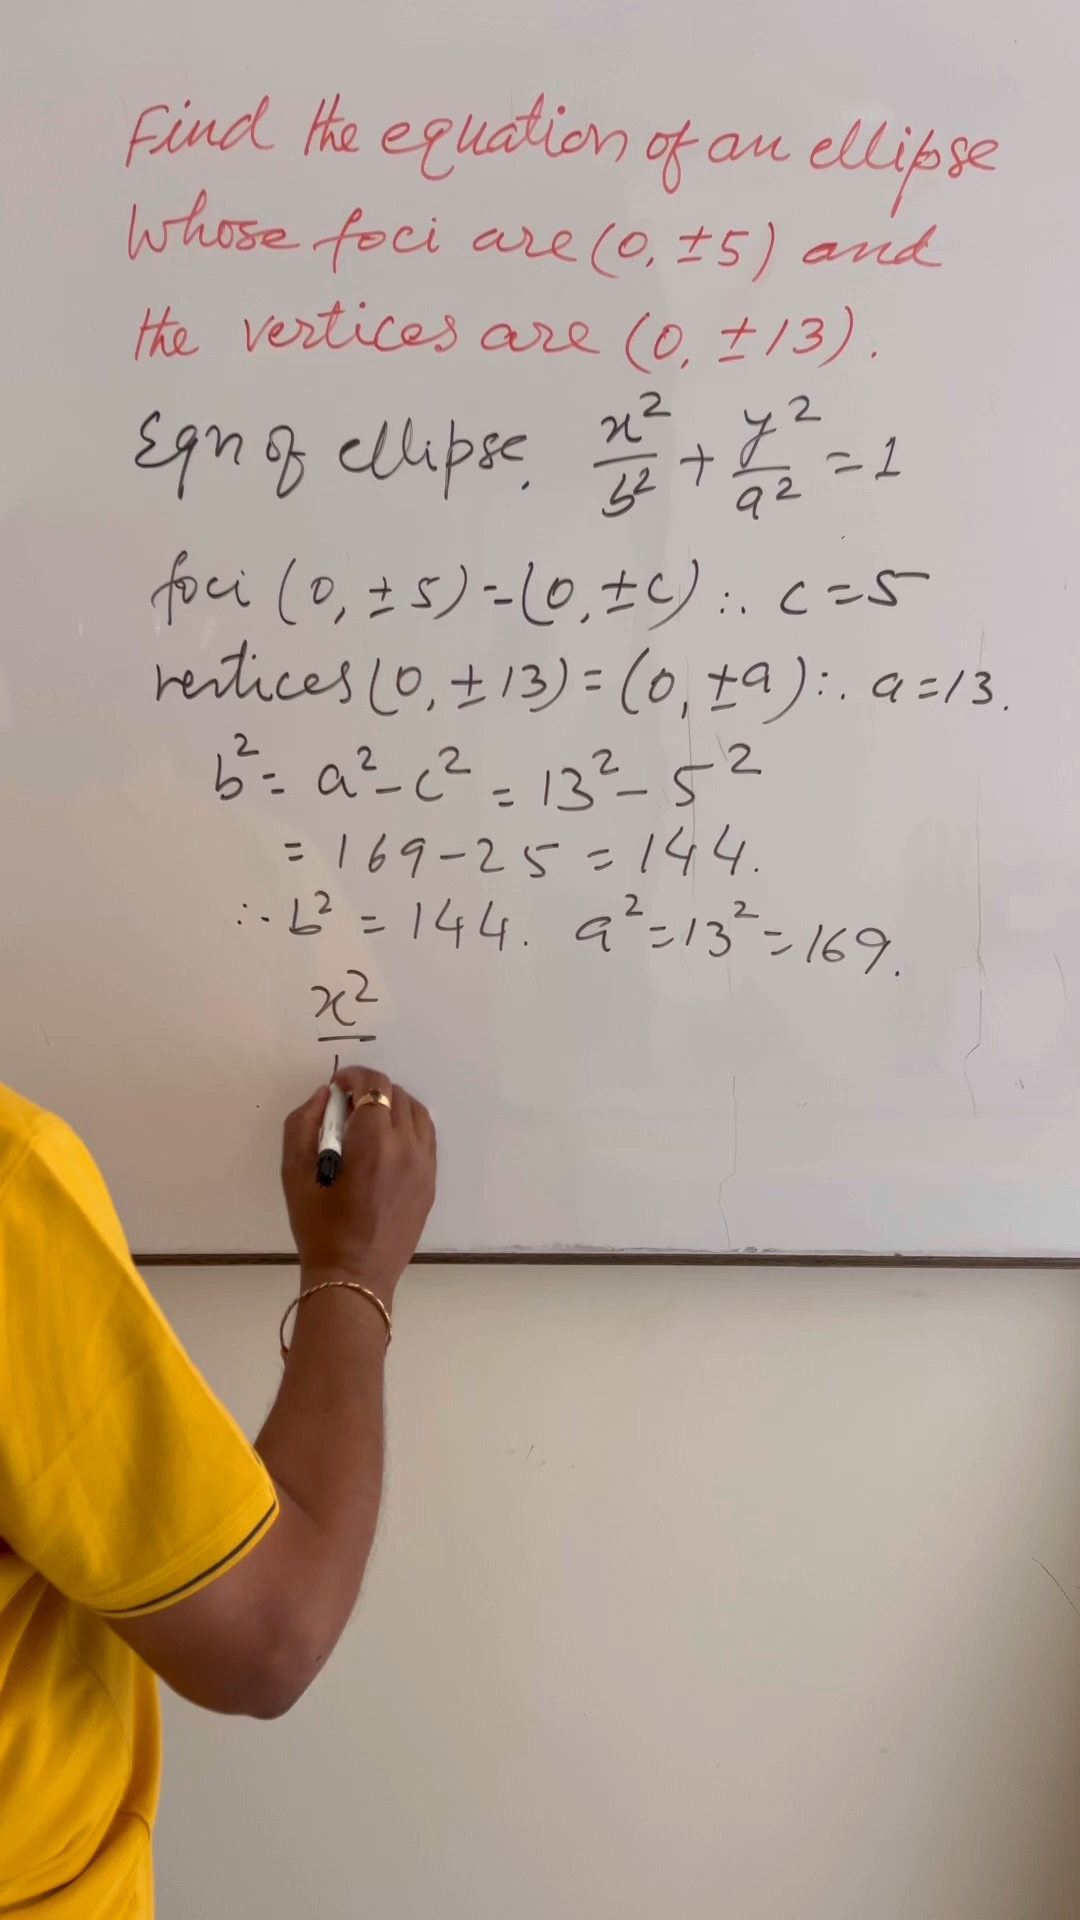 Find the equation of an ellipse
whose foci are (0, ±5) and
the vertices are (0, ±13).
Eqn of ellipse, x²/b² + y²/a² = 1
foci (0, ±5) = (0, ±c) ∴ c = 5
vertices (0, ±13) = (0, ±a) ∴ a = 13.
b² = a² - c² = 13² - 5²
= 169 - 25 = 144.
∴ b² = 144. a² = 13² = 169.
x²